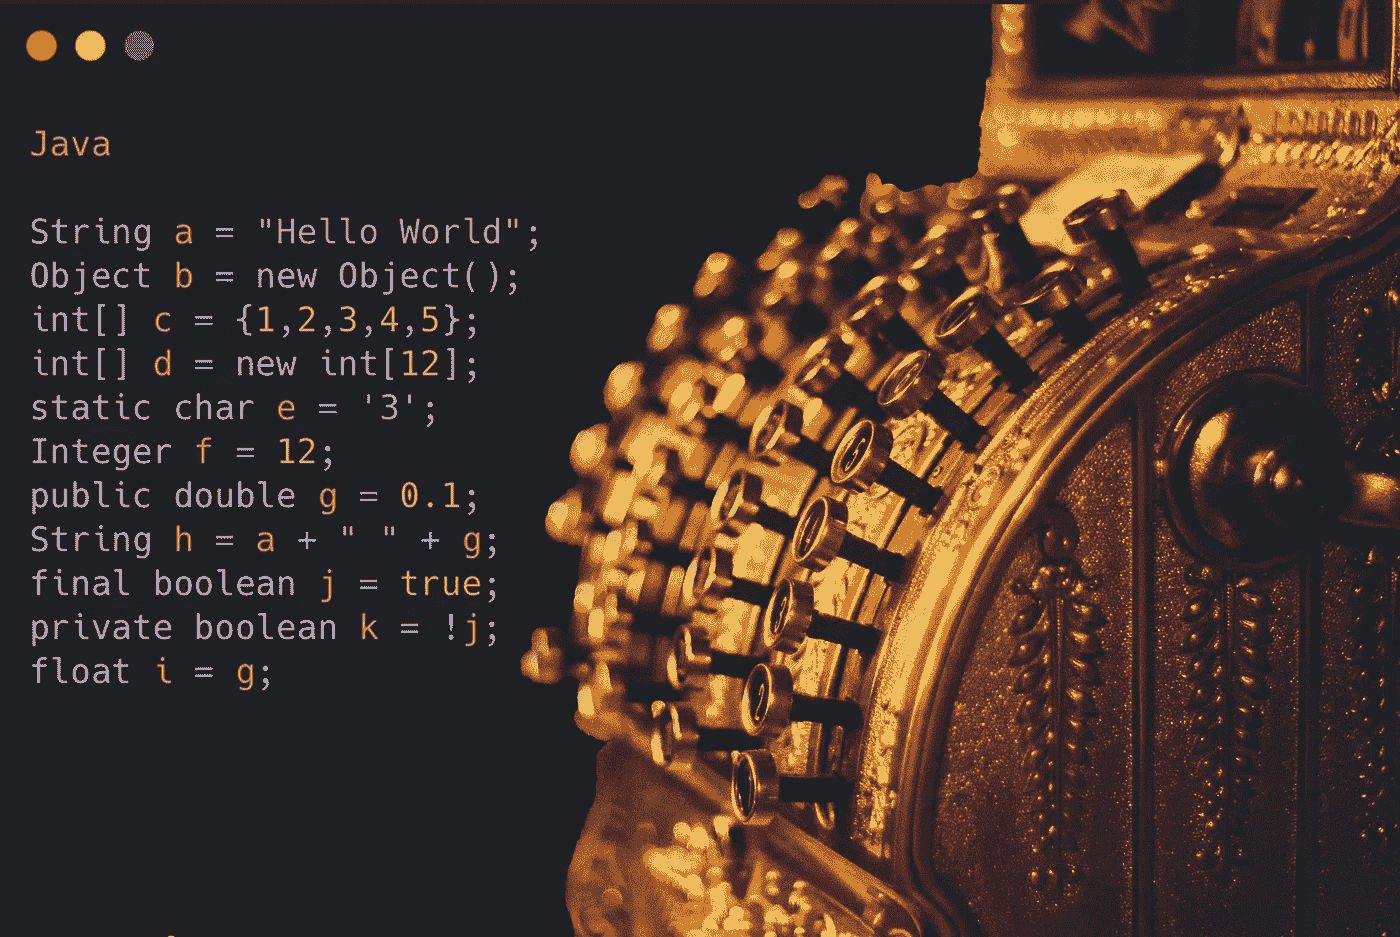 Java
String a = "Hello World";
Object b = new Object();
int[] c = {1,2,3,4,5};
int[] d = new int[12];
static char e = '3';
Integer f = 12;
public double g = 0.1;
String h = a + " " + g;
final boolean j = true;
private boolean k = !j;
float i = g;